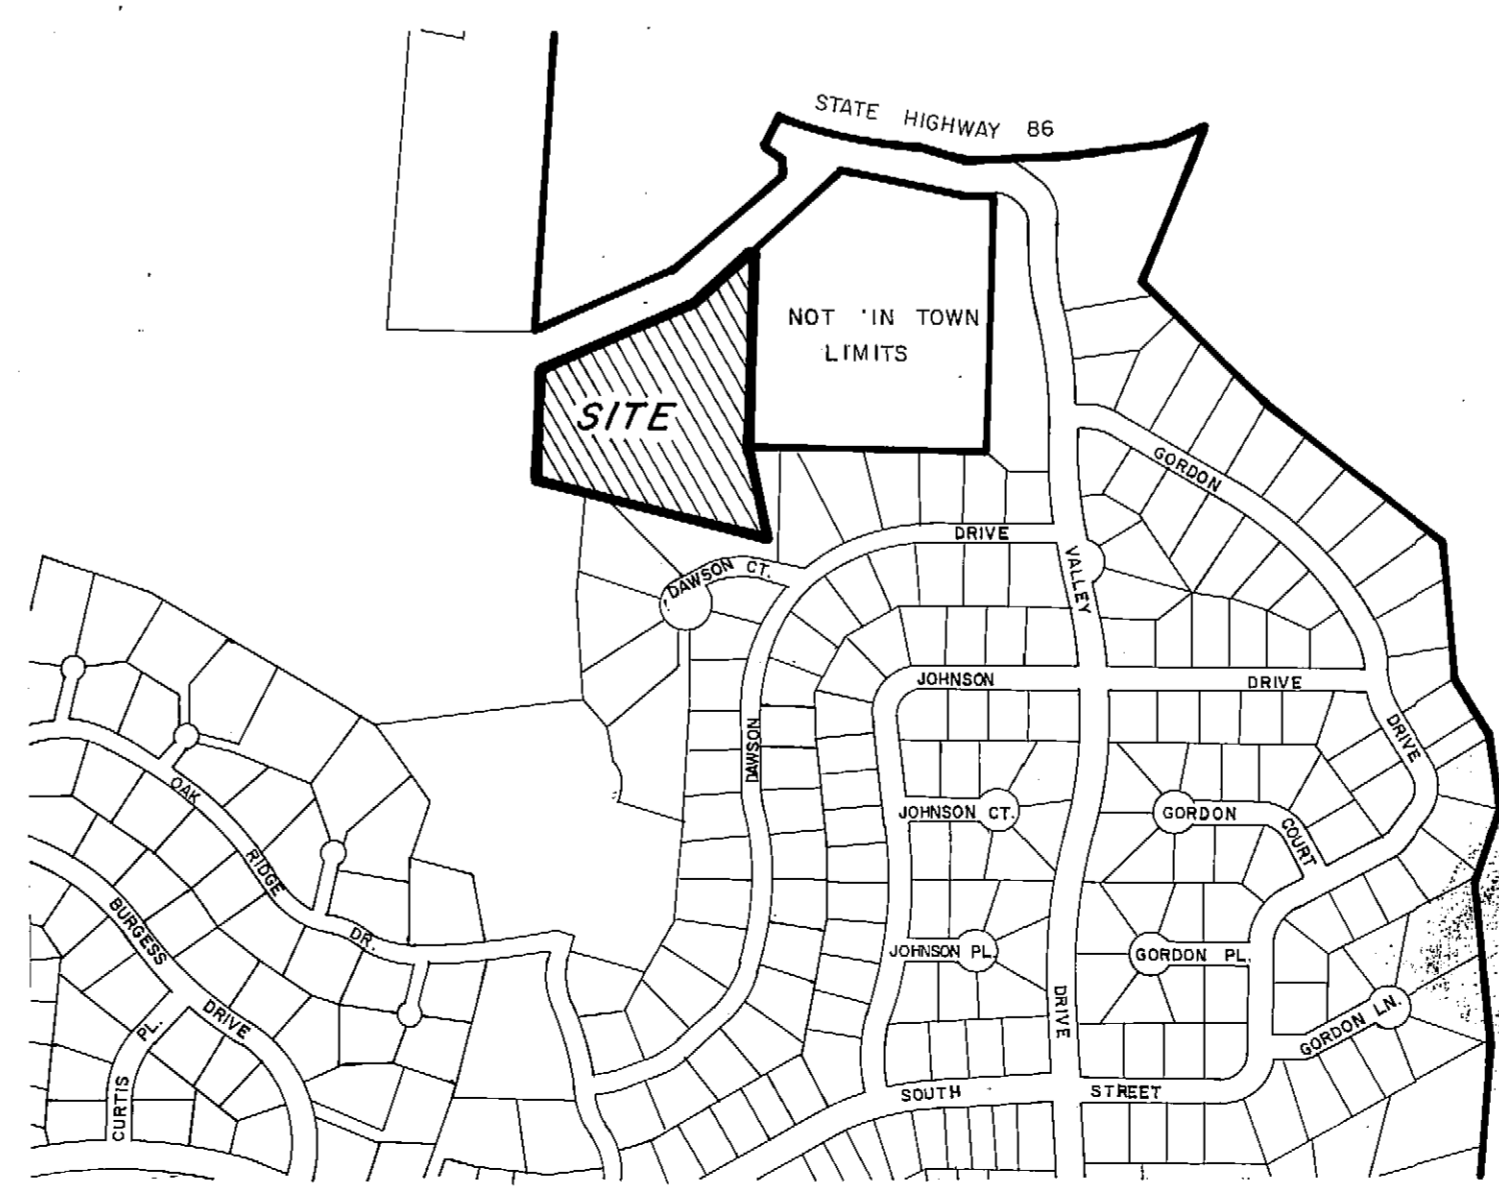 STATE HIGHWAY 86
NOT 'IN TOWN
LIMITS
SITE
GORDON
DRIVE
VALLEY
DAWSON CT.
JOHNSON
DRIVE
DRIVE
DAWSON
OAK
JOHNSON CT.
GORDON
COURT
RIDGE
BURGESS
DR.
JOHNSON PL.
GORDON PL.
DRIVE
DRIVE
PL.
GORDON LN.
CURTIS
SOUTH
STREET